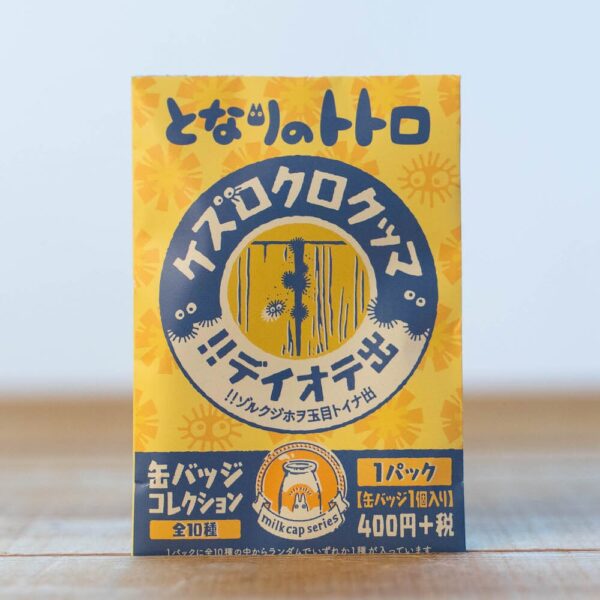 となりのトトロ
マックロクロスケ
出テオイデ!!
出ナイト目玉ヲホジクルゾ!!
缶バッジ
コレクション
全10種
milk cap series
1パック
【缶バッジ1個入り】
400円+税
1パックに全10種の中からランダムでいずれか1種が入っています。